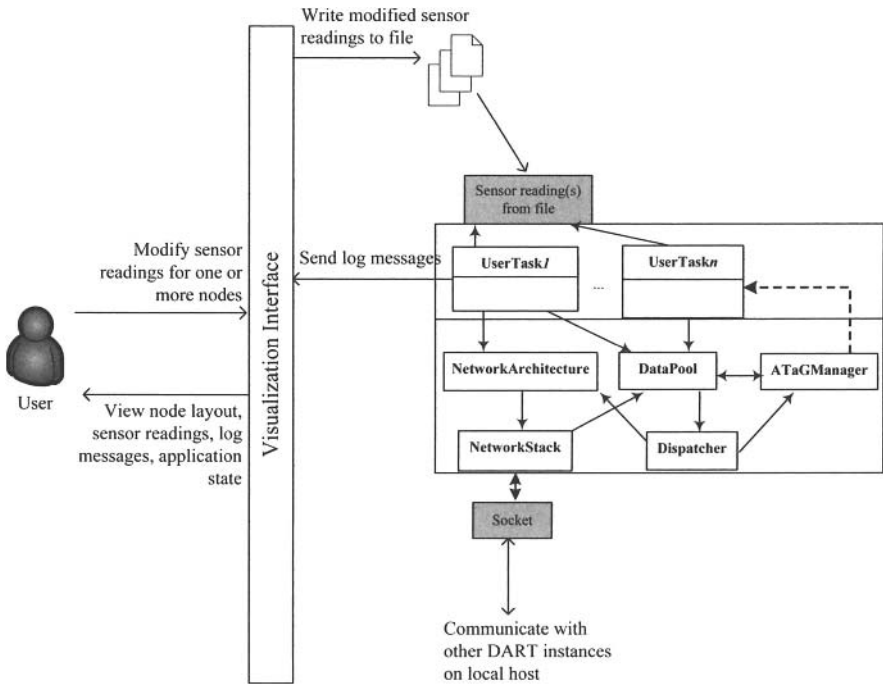 Write modified sensor
readings to file
Sensor reading(s)
from file
Modify sensor
readings for one or
more nodes
Send log messages
UserTask1
...
UserTaskn
Visualization Interface
User
View node layout,
sensor readings, log
messages, application
state
NetworkArchitecture
DataPool
ATaGManager
NetworkStack
Dispatcher
Socket
Communicate with
other DART instances
on local host